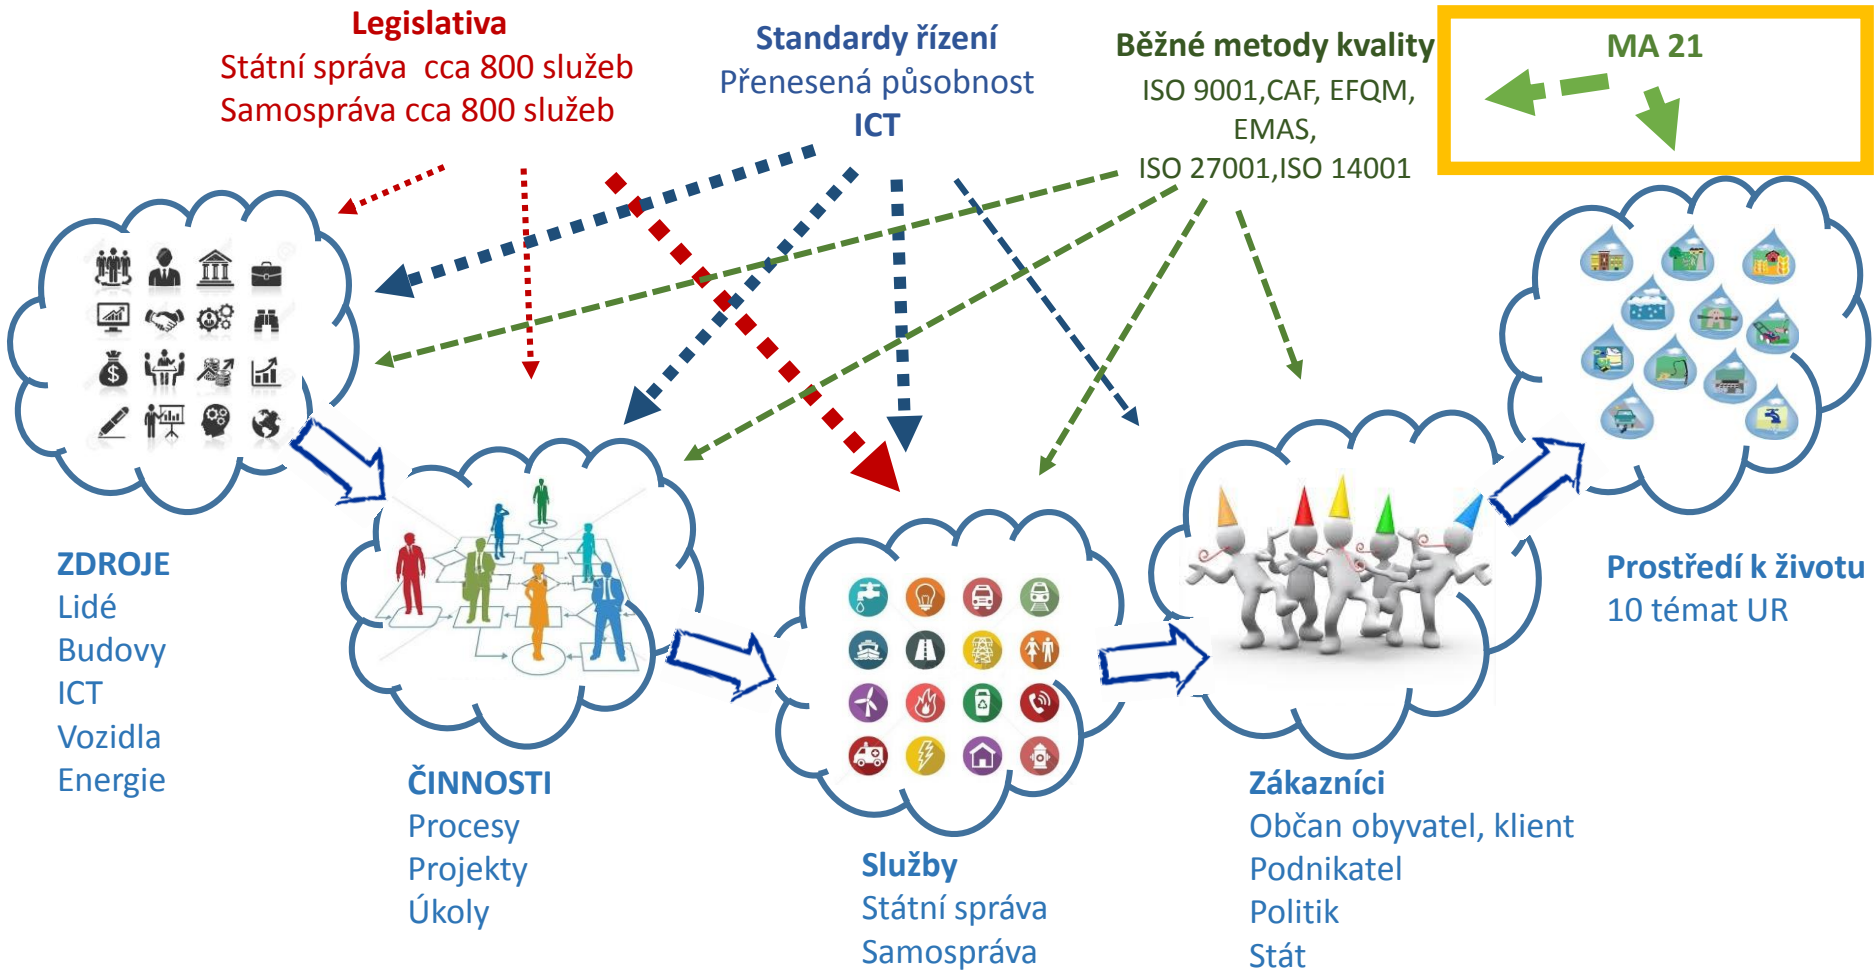 Legislativa
Státní správa cca 800 služeb
Samospráva cca 800 služeb
Standardy řízení
Přenesená působnost
ICT
Běžné metody kvality
ISO 9001,CAF, EFQM,
EMAS,
ISO 27001,ISO 14001
MA 21
ZDROJE
Lidé
Budovy
ICT
Vozidla
Energie
ČINNOSTI
Procesy
Projekty
Úkoly
Služby
Státní správa
Samospráva
Zákazníci
Občan obyvatel, klient
Podnikatel
Politik
Stát
Prostředí k životu
10 témat UR